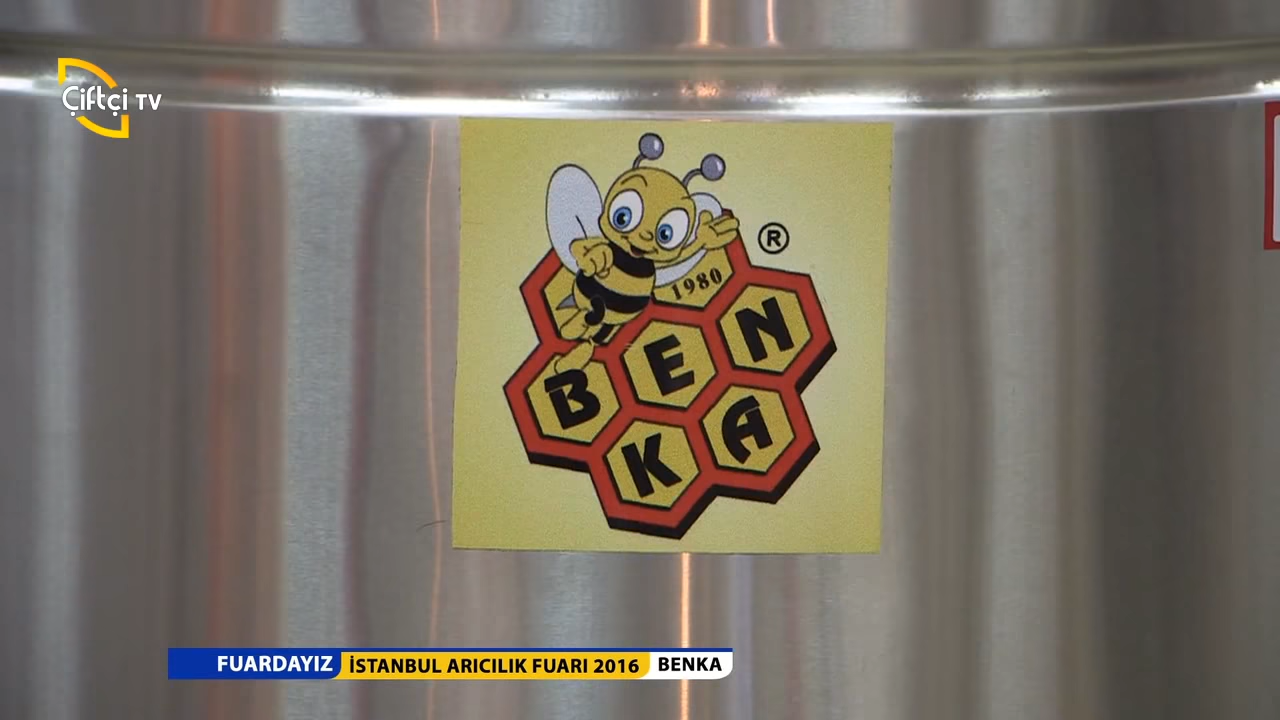 Çiftçi TV
®
1980
BEN
KA
FUARDAYIZ İSTANBUL ARICILIK FUARI 2016 BENKA